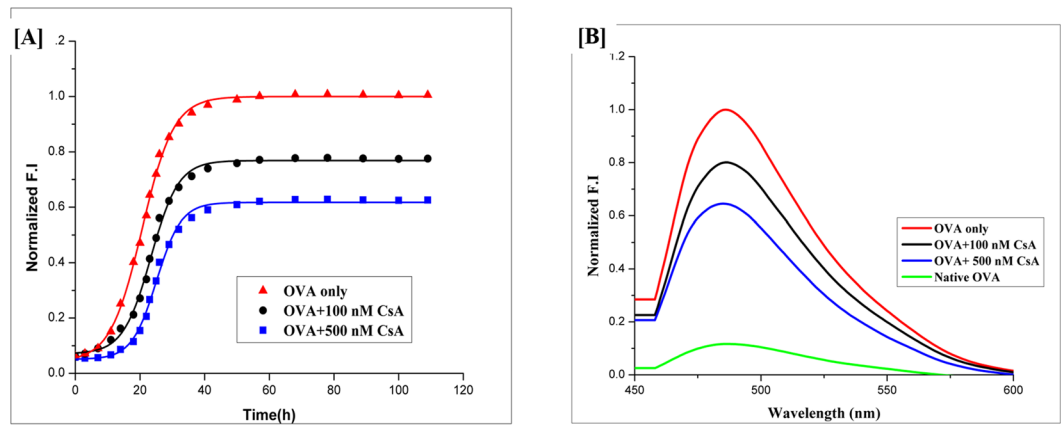 [A]
.2
1.0
0.8
0.6
0.4
0.2
0.0
Normalized F.I
OVA only
OVA+100 nM CsA
OVA+500 nM CsA
0 20 40 60 80 100 120
Time(h)
[B]
1.2
1.0
0.8
0.6
0.4
0.2
0.0
Normalized F.I
OVA only
OVA+100 nM CsA
OVA+ 500 nM CsA
Native OVA
450 500 550 600
Wavelength (nm)